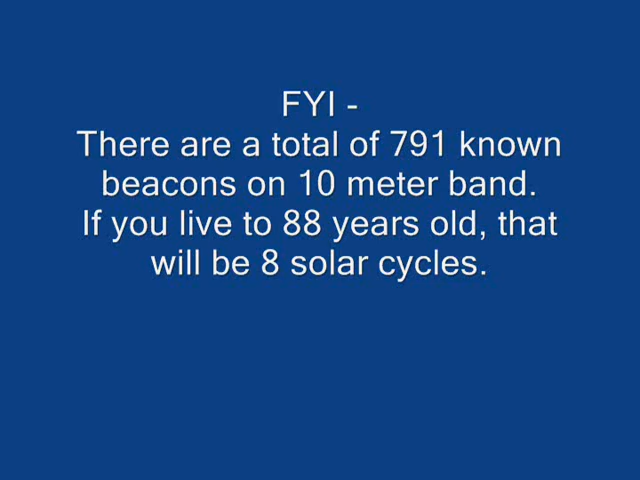 FYI -
There are a total of 791 known
beacons on 10 meter band.
If you live to 88 years old, that
will be 8 solar cycles.